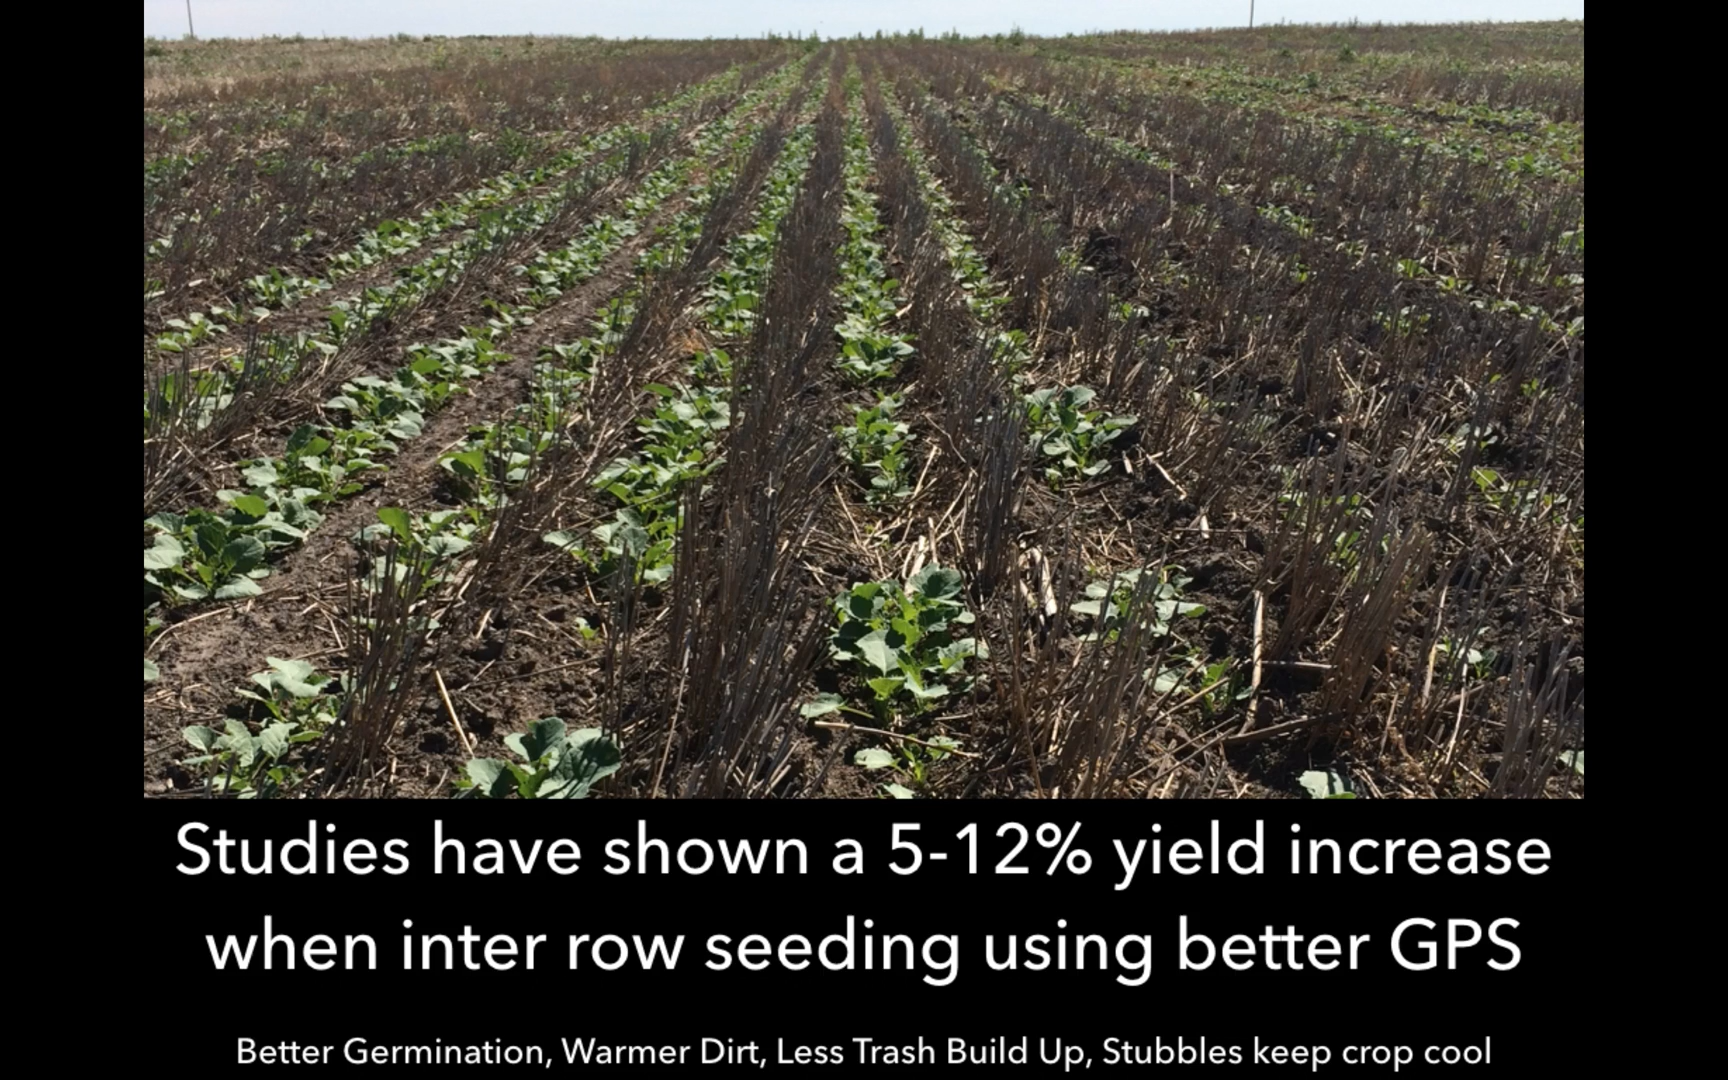 Studies have shown a 5-12% yield increase
when inter row seeding using better GPS
Better Germination, Warmer Dirt, Less Trash Build Up, Stubbles keep crop cool